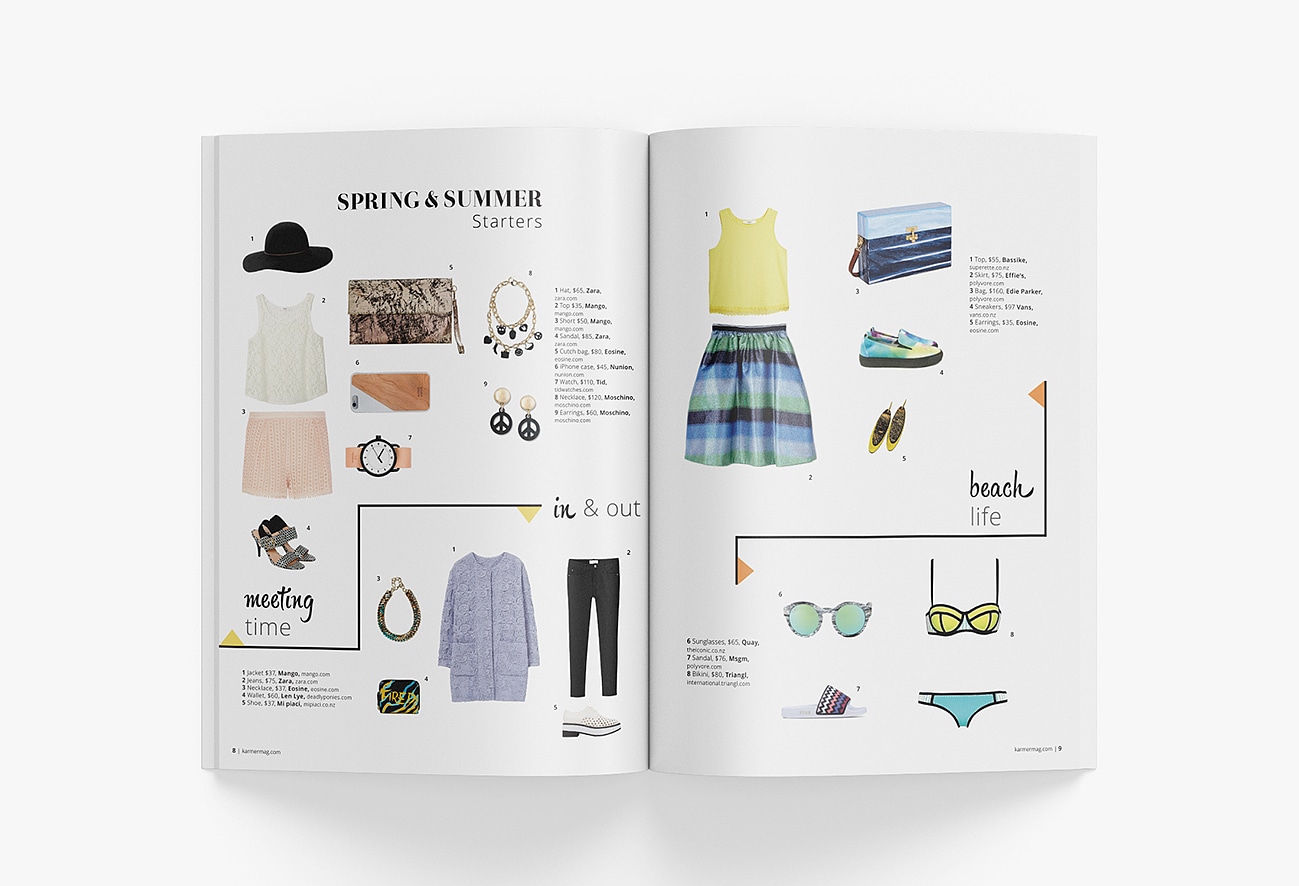 SPRING & SUMMER
Starters
1
2
3
4
5
6
7
8
9
1 Hat, $65, Zara,
zara.com
2 Top $35, Mango,
mango.com
3 Short $50, Mango,
mango.com
4 Sandal, $85, Zara,
zara.com
5 Cutch bag, $80, Eosine,
eosine.com
6 IPhone case, $45, Nunion,
nunion.com
7 Watch, $110, Tid,
tidwatches.com
8 Necklace, $120, Moschino,
moschino.com
9 Earrings, $60, Moschino,
moschino.com
meeting
time
in & out
1
2
3
4
5
1 Jacket $37, Mango, mango.com
2 Jeans, $75, Zara, zara.com
3 Necklace, $37, Eosine, eosine.com
4 Wallet, $60, Len Lye, deadlyponies.com
5 Shoe, $37, Mi piaci, mipiaci.co.nz
8 | karmermag.com
1
2
3
4
5
1 Top, $55, Bassike,
superette.co.nz
2 Skirt, $75, Effie's,
polyvore.com
3 Bag, $160, Edie Parker,
polyvore.com
4 Sneakers, $97 Vans,
vans.co.nz
5 Earrings, $35, Eosine,
eosine.com
beach
life
6
7
8
6 Sunglasses, $65, Quay,
theiconic.co.nz
7 Sandal, $76, Msgm,
polyvore.com
8 Bikini, $80, Triangl,
international.triangl.com
karmermag.com | 9